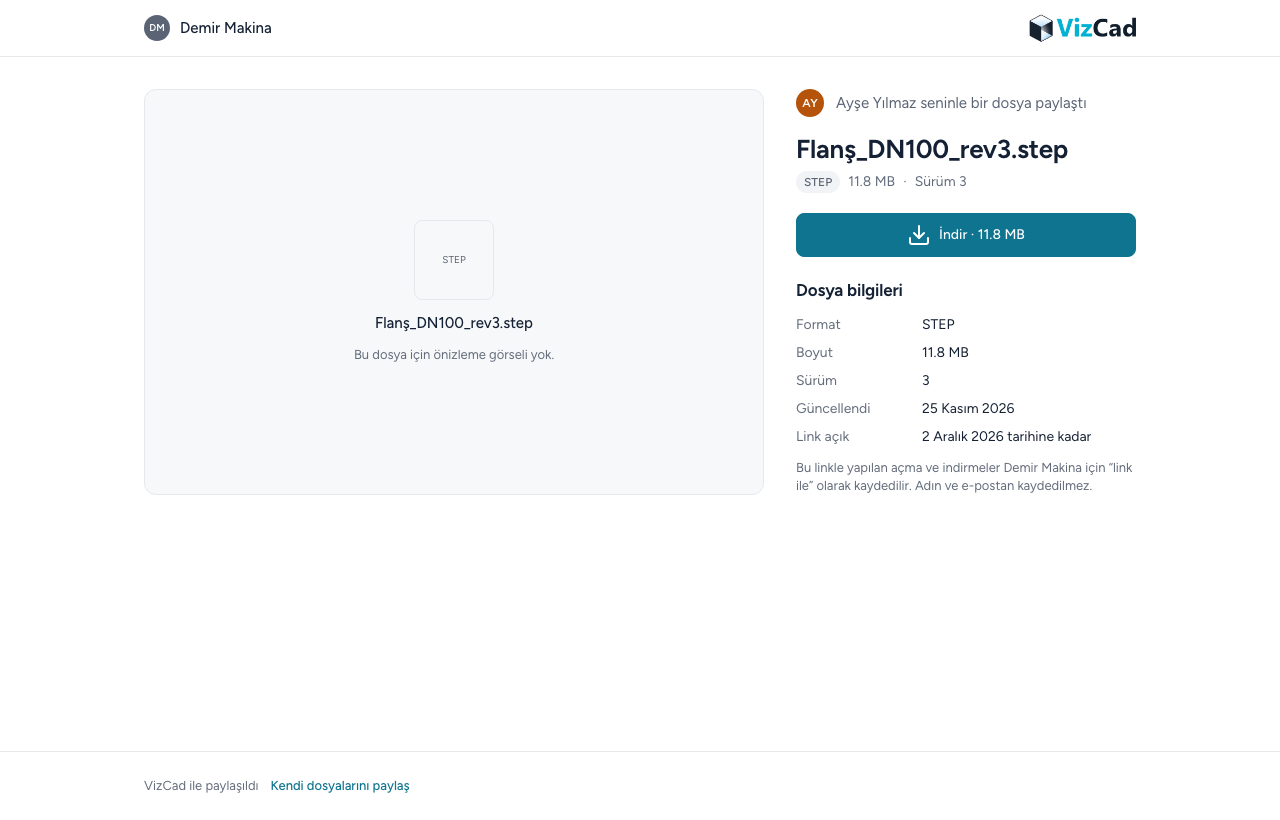 DM Demir Makina
VizCad
STEP
Flanş_DN100_rev3.step
Bu dosya için önizleme görseli yok.
AY Ayşe Yılmaz seninle bir dosya paylaştı
Flanş_DN100_rev3.step
STEP 11.8 MB · Sürüm 3
İndir · 11.8 MB
Dosya bilgileri
Format STEP
Boyut 11.8 MB
Sürüm 3
Güncellendi 25 Kasım 2026
Link açık 2 Aralık 2026 tarihine kadar
Bu linkle yapılan açma ve indirmeler Demir Makina için “link
ile” olarak kaydedilir. Adın ve e-postan kaydedilmez.
VizCad ile paylaşıldı Kendi dosyalarını paylaş